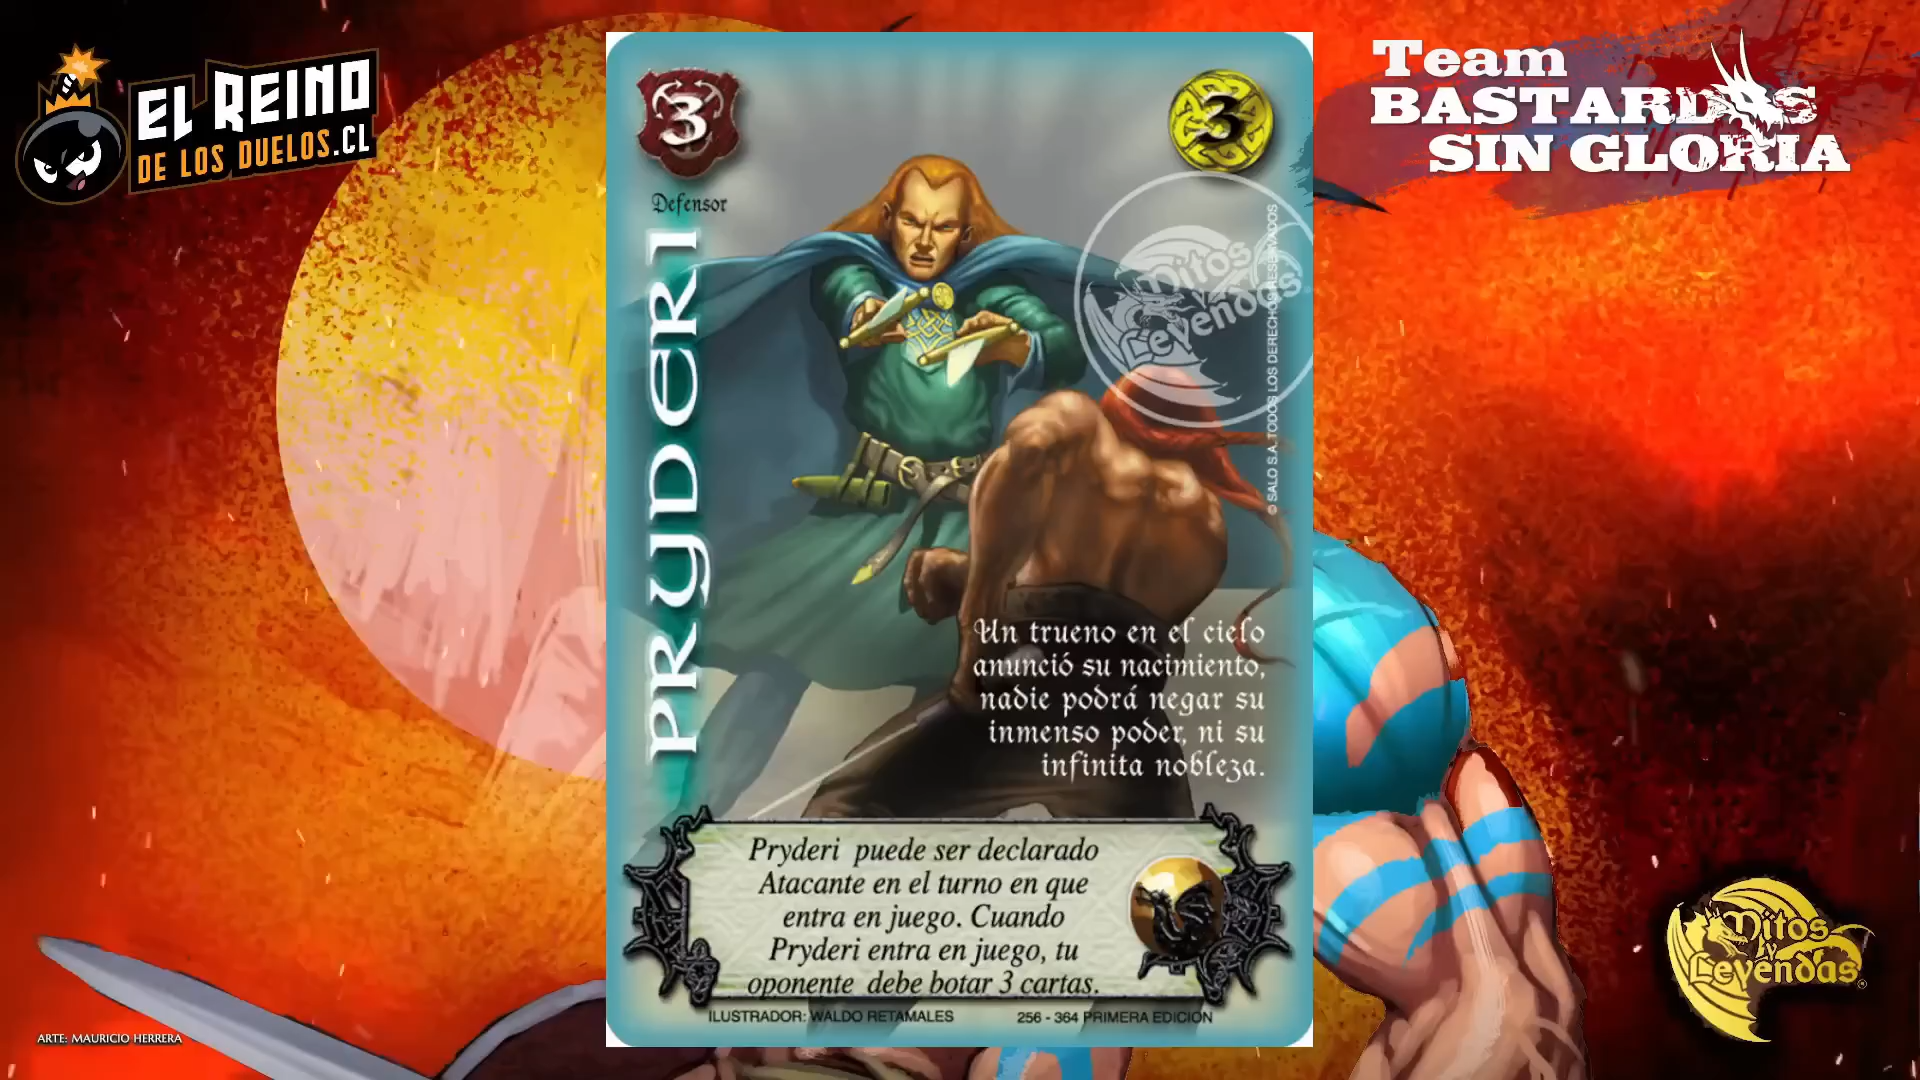 EL REINO
DE LOS DUELOS.CL
Team
BASTARDOS
SIN GLORIA
3
3
Defensor
PRYDERI
Mitos
y
Leyendas
© SALO S.A. TODOS LOS DERECHOS RESERVADOS
Un trueno en el cielo
anunció su nacimiento,
nadie podrá negar su
inmenso poder, ni su
infinita nobleza.
Pryderi puede ser declarado
Atacante en el turno en que
entra en juego. Cuando
Pryderi entra en juego, tu
oponente debe botar 3 cartas.
ILUSTRADOR: WALDO RETAMALES
256 - 364 PRIMERA EDICION
Mitos
y
Leyendas
ARTE: MAURICIO HERRERA